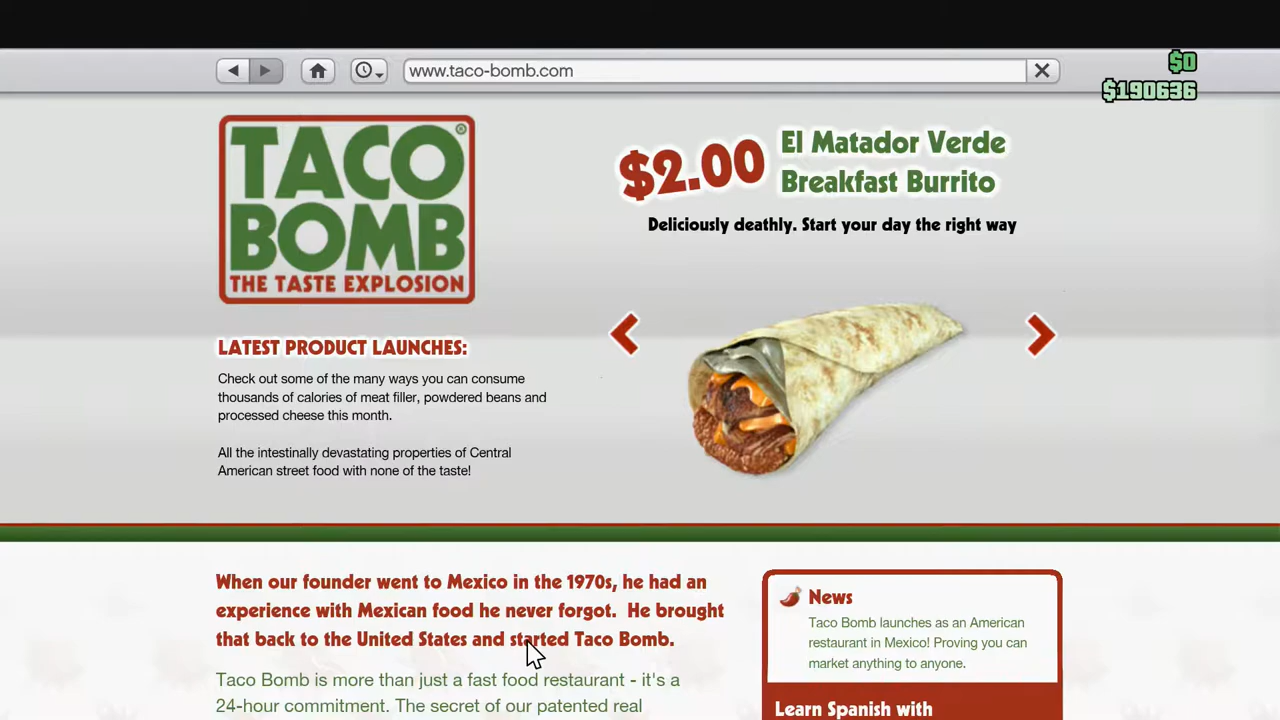 www.taco-bomb.com
$0
$190636
TACO
BOMB
®
THE TASTE EXPLOSION
$2.00
El Matador Verde
Breakfast Burrito
Deliciously deathly. Start your day the right way
LATEST PRODUCT LAUNCHES:
Check out some of the many ways you can consume
thousands of calories of meat filler, powdered beans and
processed cheese this month.
All the intestinally devastating properties of Central
American street food with none of the taste!
When our founder went to Mexico in the 1970s, he had an
experience with Mexican food he never forgot. He brought
that back to the United States and started Taco Bomb.
Taco Bomb is more than just a fast food restaurant - it's a
24-hour commitment. The secret of our patented real
News
Taco Bomb launches as an American
restaurant in Mexico! Proving you can
market anything to anyone.
Learn Spanish with